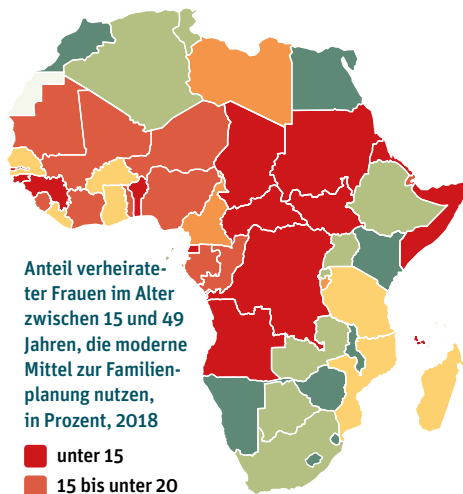 Anteil verheirate-
ter Frauen im Alter
zwischen 15 und 49
Jahren, die moderne
Mittel zur Familien-
planung nutzen,
in Prozent, 2018
unter 15
15 bis unter 20